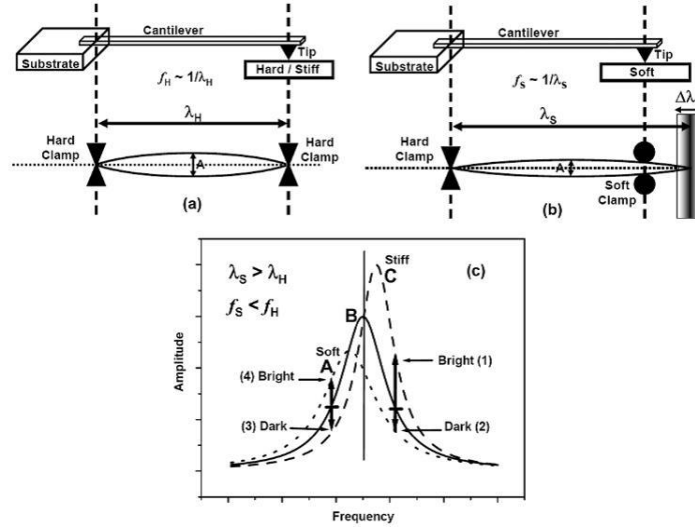 Cantilever
Substrate
Tip
Hard / Stiff
f_H ~ 1/λ_H
λ_H
Hard
Clamp
A
Hard
Clamp
(a)
Cantilever
Substrate
Tip
Soft
f_S ~ 1/λ_S
Δλ
λ_S
Hard
Clamp
A
Soft
Clamp
(b)
λ_S > λ_H
f_S < f_H
Stiff
C
(c)
B
Soft
A
(4) Bright
Bright (1)
(3) Dark
Dark (2)
Amplitude
Frequency